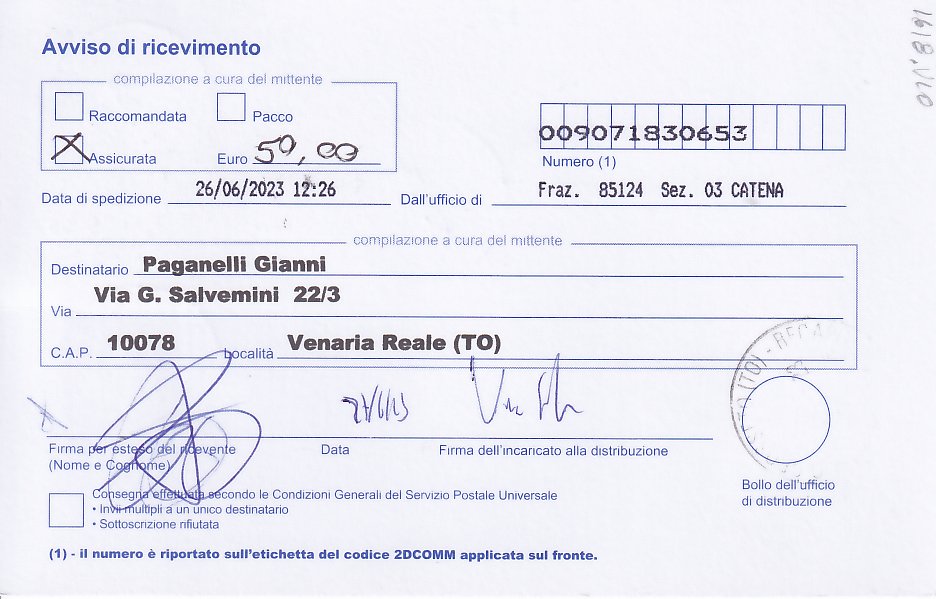 Avviso di ricevimento
compilazione a cura del mittente
Raccomandata Pacco
Assicurata Euro 50,00
009071830653
Numero (1)
Data di spedizione 26/06/2023 12:26 Dall'ufficio di Fraz. 85124 Sez. 03 CATENA
compilazione a cura del mittente
Destinatario Paganelli Gianni
Via G. Salvemini 22/3
Via
C.A.P. 10078 Località Venaria Reale (TO)
(TO) - REGA
Firma per esteso del ricevente Data Firma dell'incaricato alla distribuzione
(Nome e Cognome)
Bollo dell'ufficio
di distribuzione
Consegna effettuata secondo le Condizioni Generali del Servizio Postale Universale
• Invii multipli a un unico destinatario
• Sottoscrizione rifiutata
(1) - il numero è riportato sull'etichetta del codice 2DCOMM applicata sul fronte.